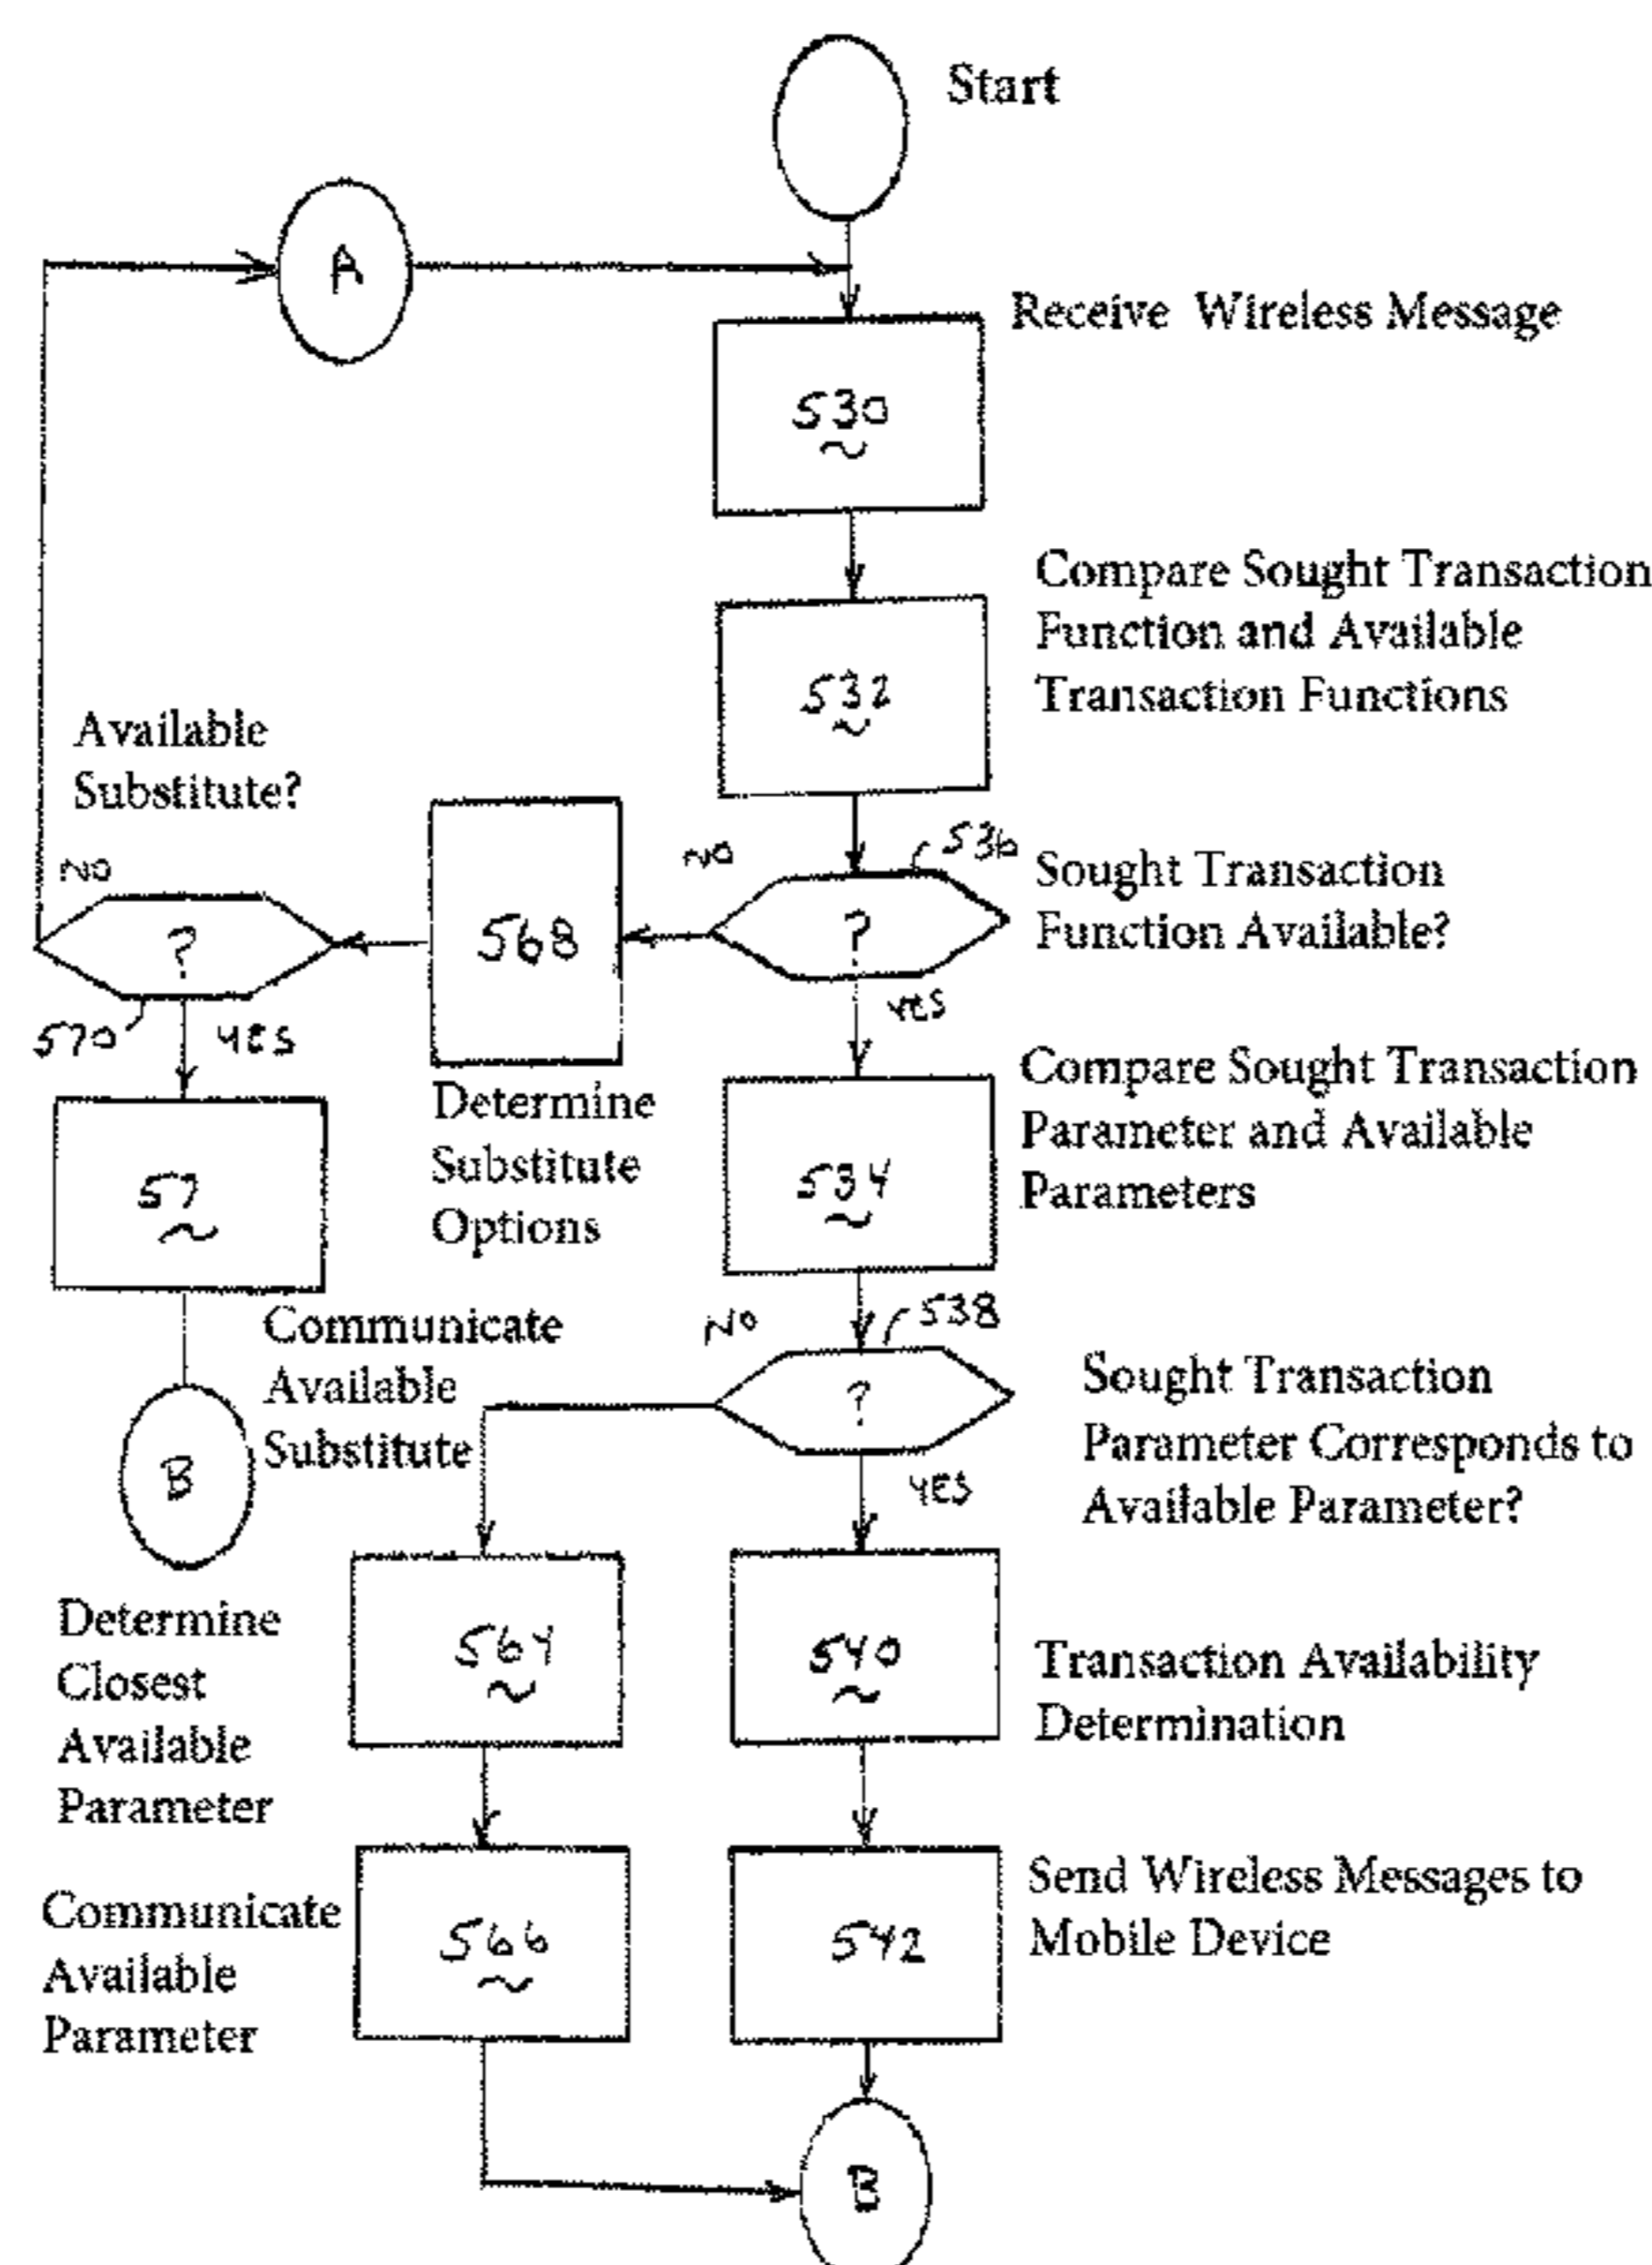 Start
A
Receive Wireless Message
530
Compare Sought Transaction
Function and Available
Transaction Functions
532
Available
Substitute?
NO
NO
536
Sought Transaction
Function Available?
?
568
?
570
YES
YES
Determine
Substitute
Options
Compare Sought Transaction
Parameter and Available
Parameters
57
534
Communicate
Available
Substitute
NO
538
?
Sought Transaction
Parameter Corresponds to
Available Parameter?
B
YES
Determine
Closest
Available
Parameter
564
540
Transaction Availability
Determination
Communicate
Available
Parameter
566
542
Send Wireless Messages to
Mobile Device
B